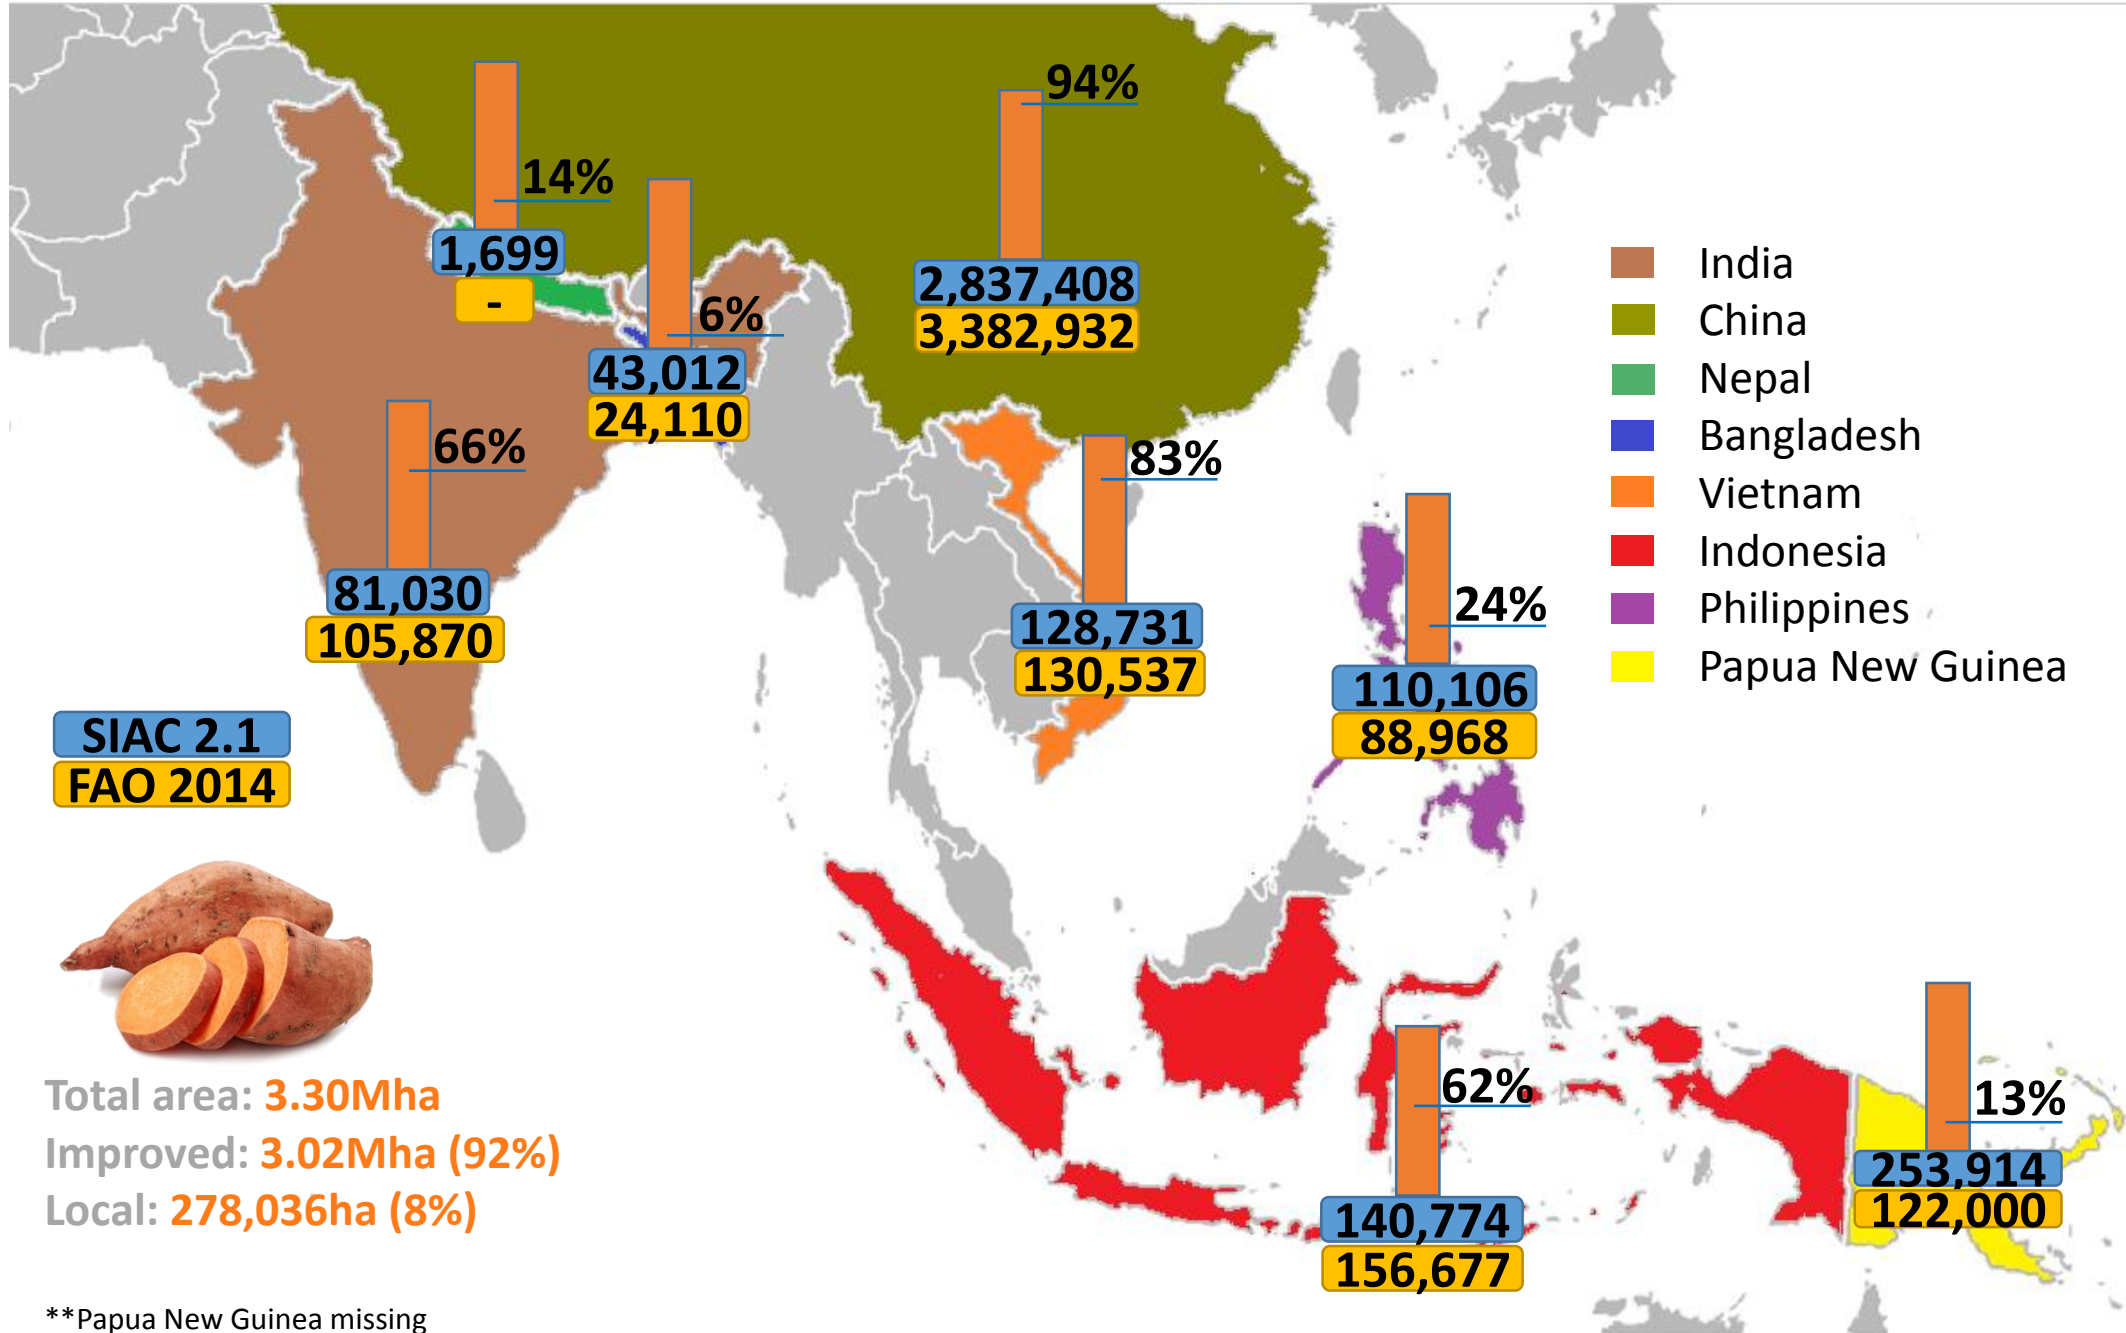 94%
14%
1,699
-
6%
43,012
24,110
2,837,408
3,382,932
66%
81,030
105,870
83%
128,731
130,537
24%
110,106
88,968
India
China
Nepal
Bangladesh
Vietnam
Indonesia
Philippines
Papua New Guinea
SIAC 2.1
FAO 2014
62%
140,774
156,677
13%
253,914
122,000
Total area: 3.30Mha
Improved: 3.02Mha (92%)
Local: 278,036ha (8%)
**Papua New Guinea missing